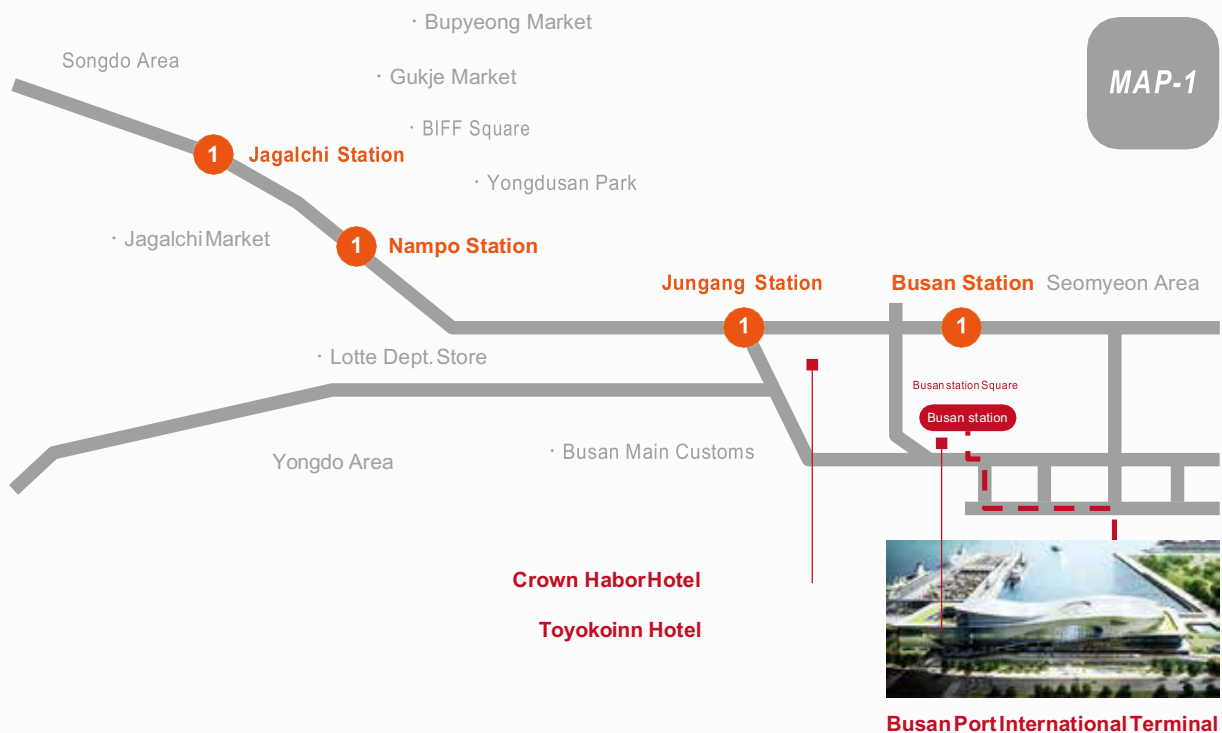 · Bupyeong Market
Songdo Area
· Gukje Market
MAP-1
· BIFF Square
1
Jagalchi Station
· Yongdusan Park
· Jagalchi Market
1
Nampo Station
Jungang Station
Busan Station
Seomyeon Area
1
1
· Lotte Dept. Store
Busan station Square
Busan station
· Busan Main Customs
Yongdo Area
Crown Habor Hotel
Toyokoinn Hotel
Busan Port International Terminal